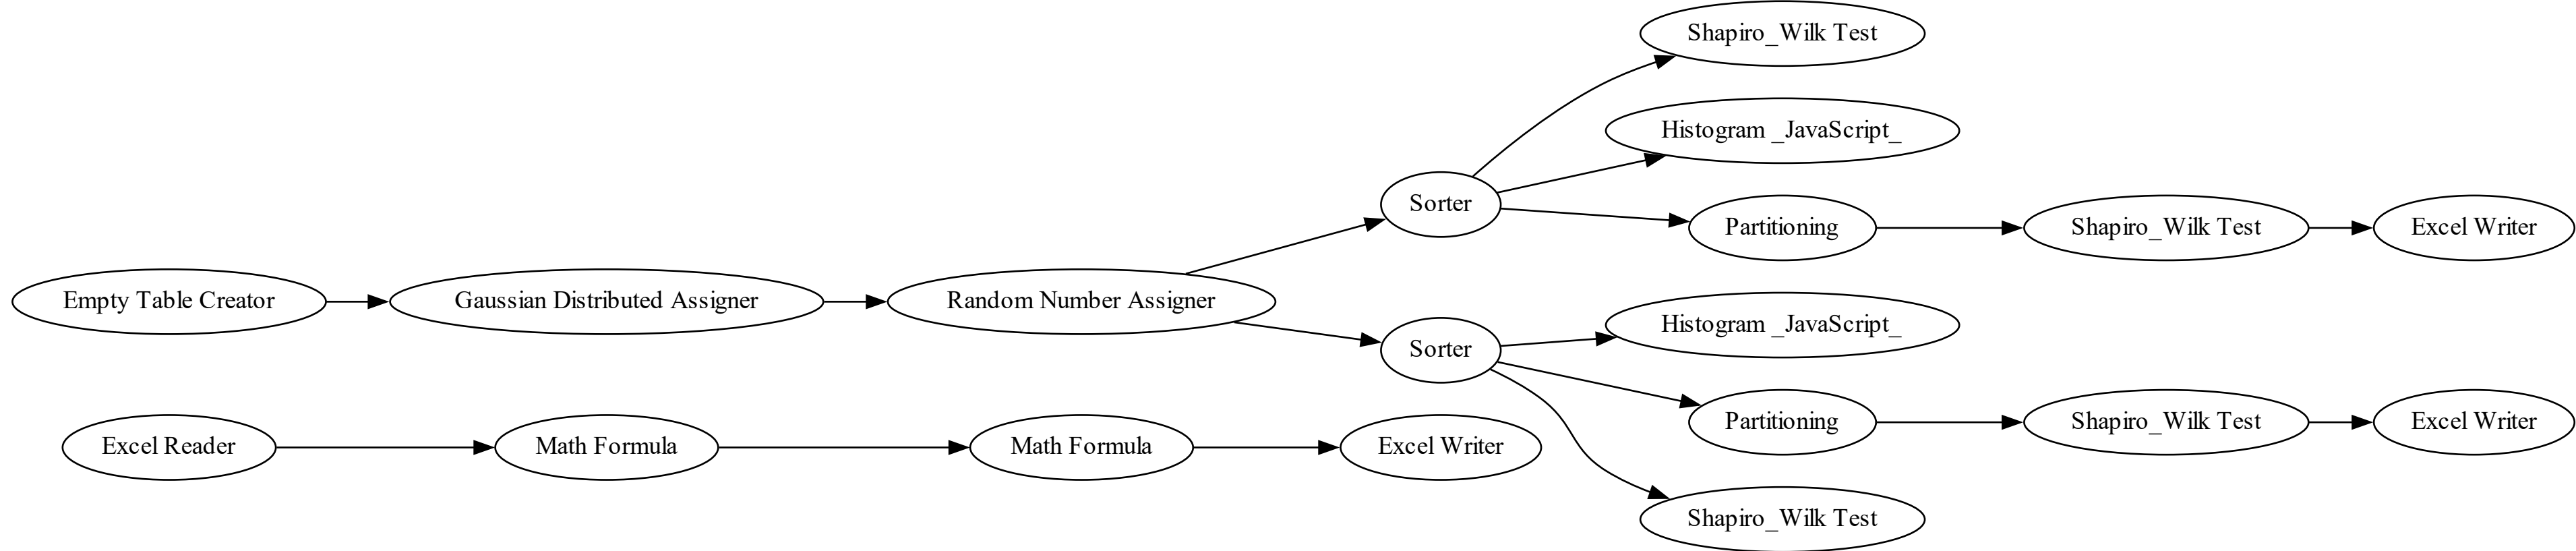 Shapiro_Wilk Test
Histogram _JavaScript_
Sorter
Partitioning
Shapiro_Wilk Test
Excel Writer
Empty Table Creator
Gaussian Distributed Assigner
Random Number Assigner
Histogram _JavaScript_
Sorter
Partitioning
Shapiro_Wilk Test
Excel Writer
Excel Reader
Math Formula
Math Formula
Excel Writer
Shapiro_Wilk Test